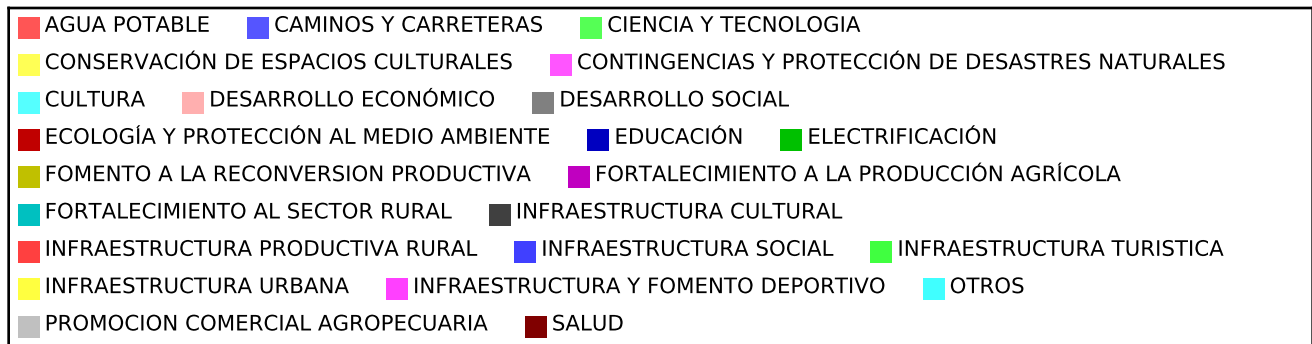 AGUA POTABLE CAMINOS Y CARRETERAS CIENCIA Y TECNOLOGIA
CONSERVACIÓN DE ESPACIOS CULTURALES CONTINGENCIAS Y PROTECCIÓN DE DESASTRES NATURALES
CULTURA DESARROLLO ECONÓMICO DESARROLLO SOCIAL
ECOLOGÍA Y PROTECCIÓN AL MEDIO AMBIENTE EDUCACIÓN ELECTRIFICACIÓN
FOMENTO A LA RECONVERSION PRODUCTIVA FORTALECIMIENTO A LA PRODUCCIÓN AGRÍCOLA
FORTALECIMIENTO AL SECTOR RURAL INFRAESTRUCTURA CULTURAL
INFRAESTRUCTURA PRODUCTIVA RURAL INFRAESTRUCTURA SOCIAL INFRAESTRUCTURA TURISTICA
INFRAESTRUCTURA URBANA INFRAESTRUCTURA Y FOMENTO DEPORTIVO OTROS
PROMOCION COMERCIAL AGROPECUARIA SALUD